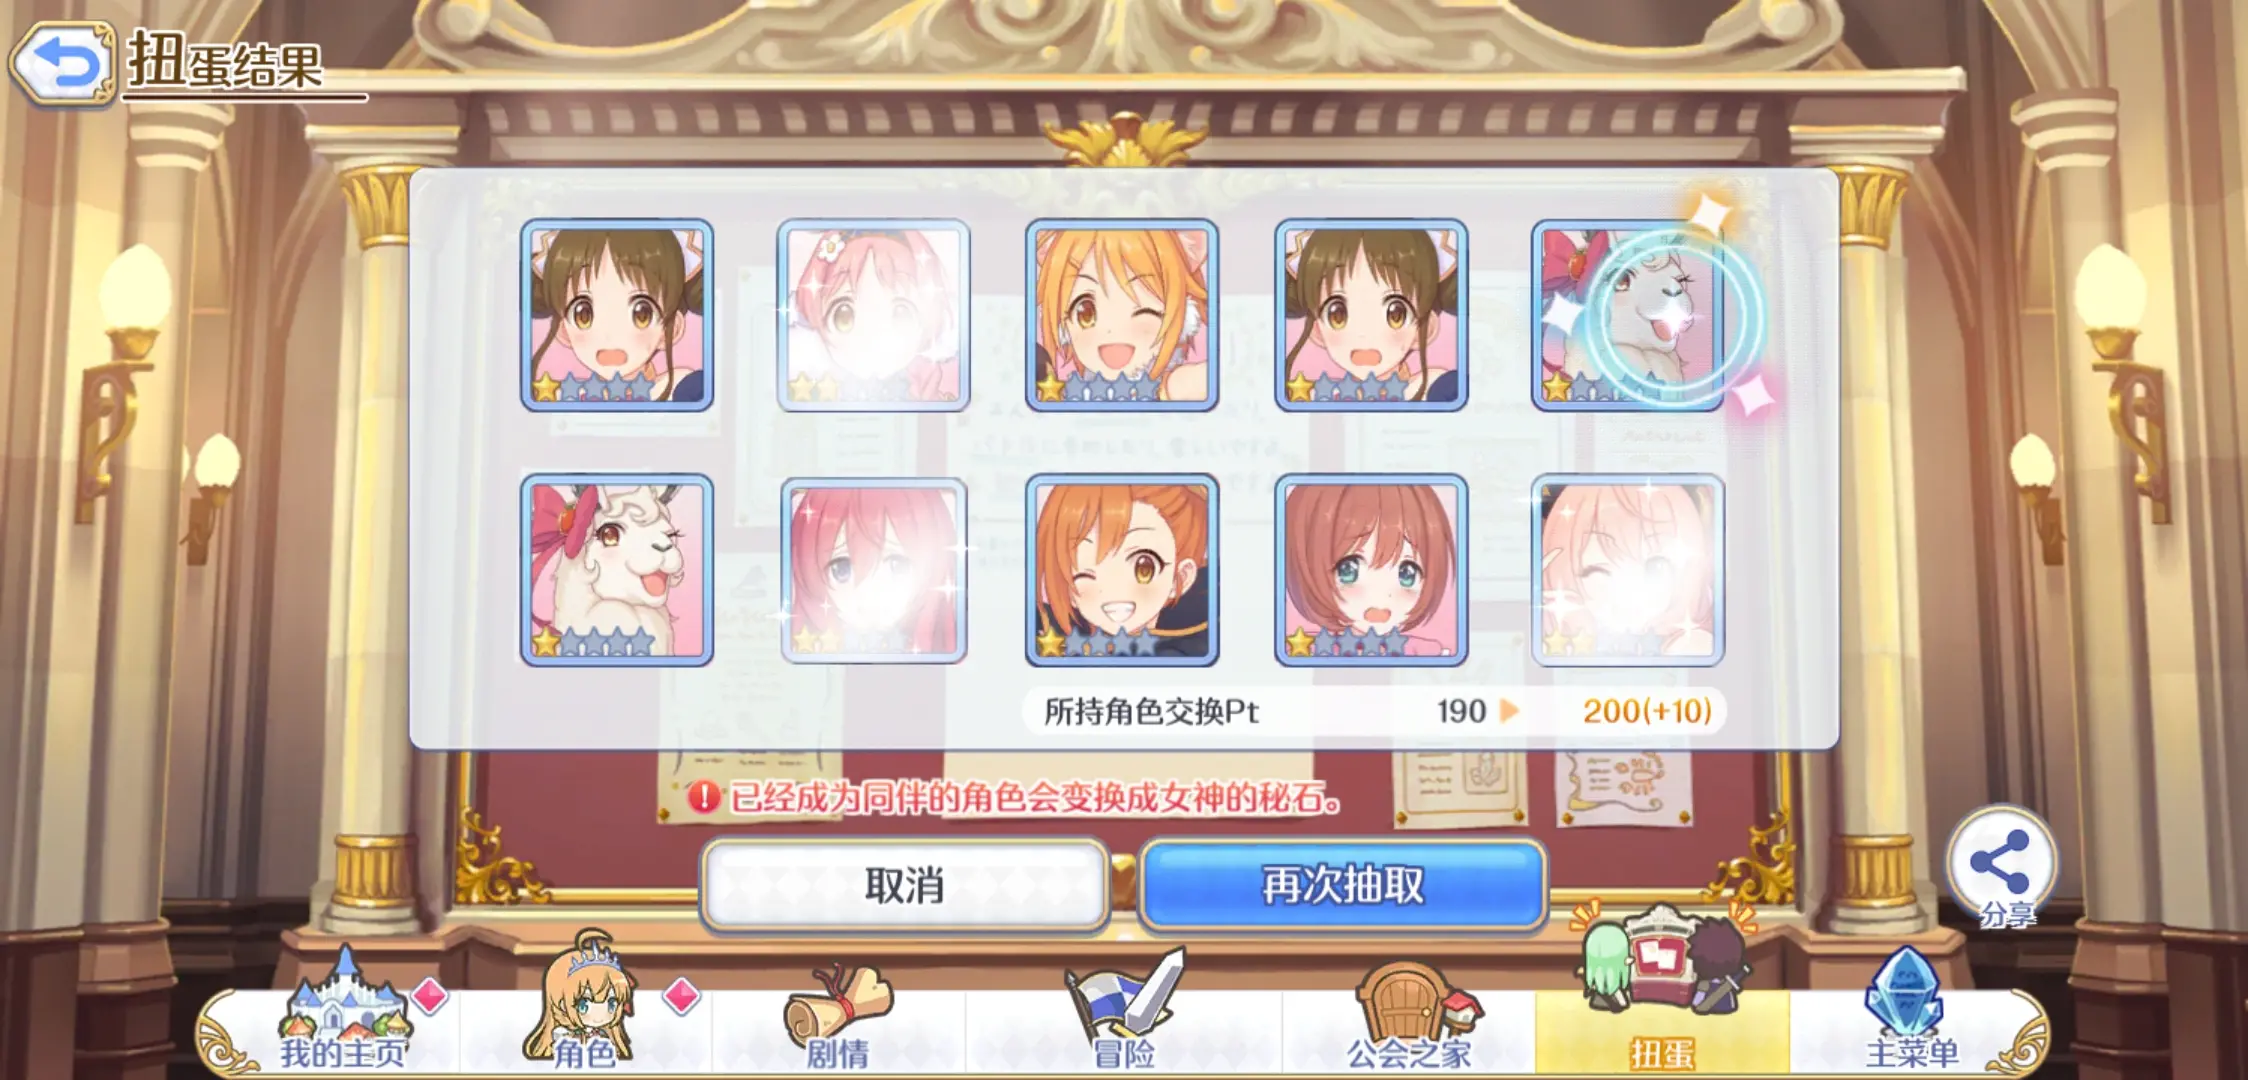 扭蛋结果
所持角色交换Pt 190 200(+10)
已经成为同伴的角色会变换成女神的秘石。
取消
再次抽取
分享
我的主页
角色
剧情
冒险
公会之家
扭蛋
主菜单